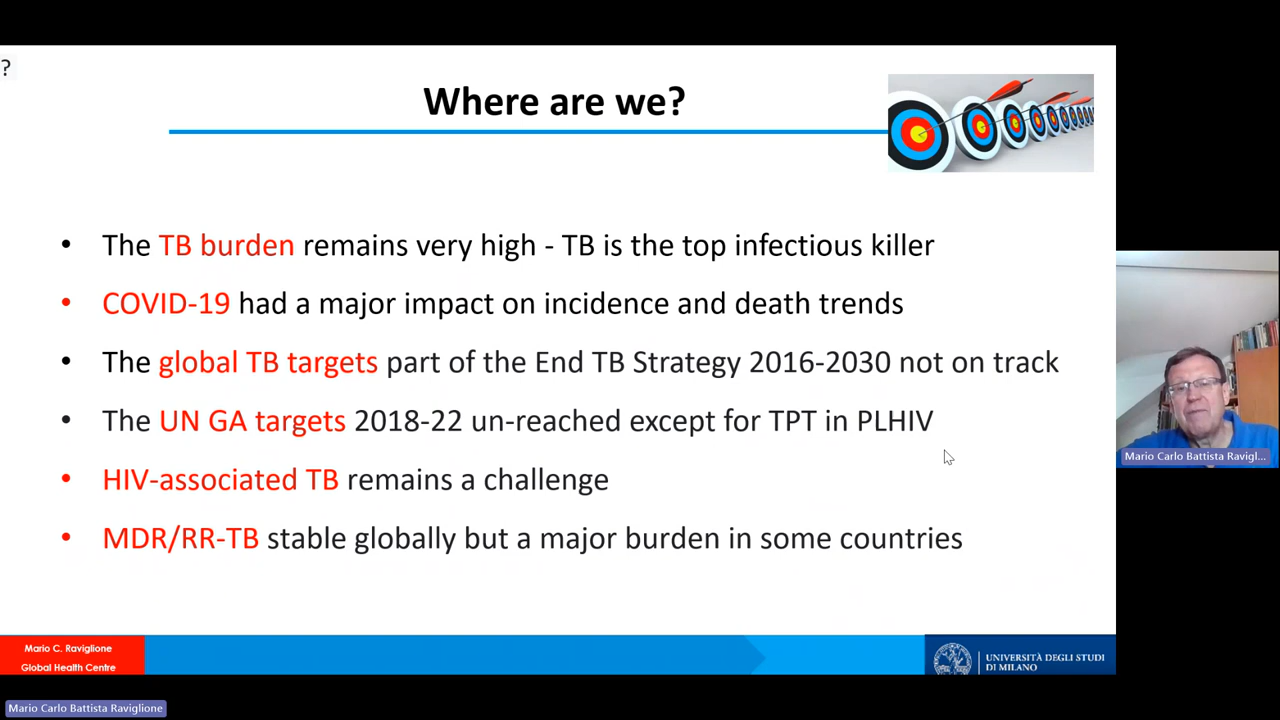 ?
Where are we?
• The TB burden remains very high - TB is the top infectious killer
• COVID-19 had a major impact on incidence and death trends
• The global TB targets part of the End TB Strategy 2016-2030 not on track
• The UN GA targets 2018-22 un-reached except for TPT in PLHIV
• HIV-associated TB remains a challenge
• MDR/RR-TB stable globally but a major burden in some countries
Mario Carlo Battista Ravigl...
Mario C. Raviglione
Global Health Centre
UNIVERSITÀ DEGLI STUDI
DI MILANO
Mario Carlo Battista Raviglione